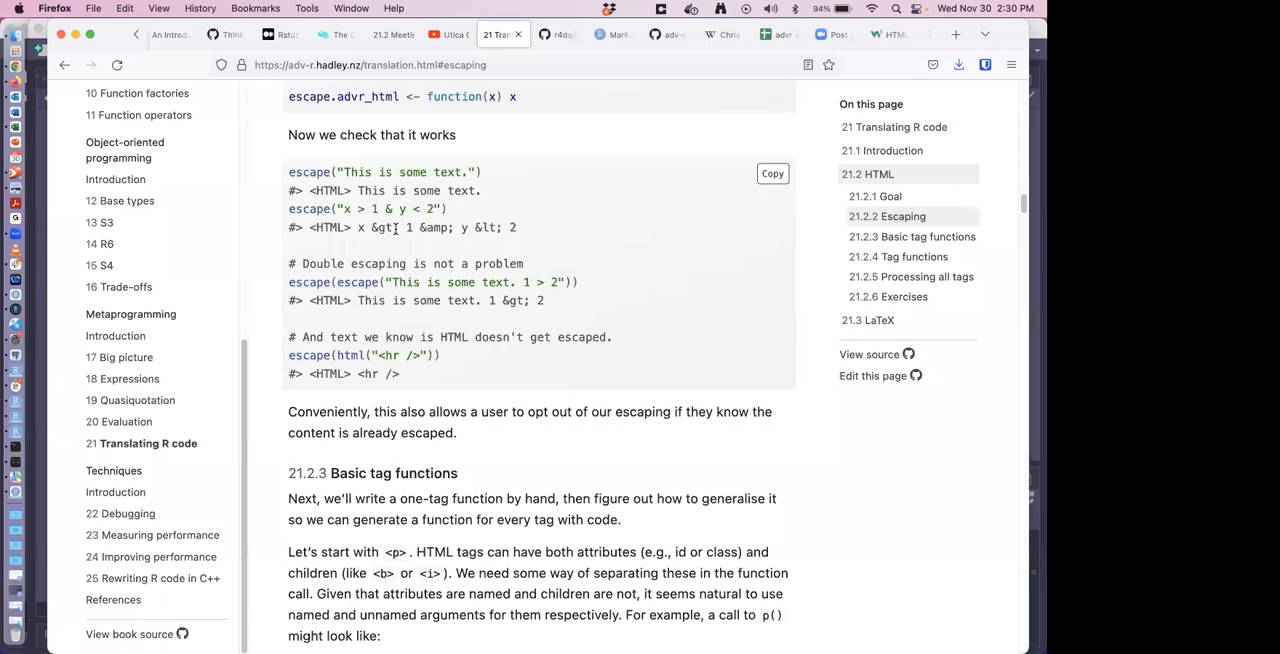 Firefox File Edit View History Bookmarks Tools Window Help 94% Wed Nov 30 2:30 PM
An Introd. Think Rstu The C 21.2 Meeti Utica C 21 Tran r4ds/ Mark adv- Chris advr Post HTML
https://adv-r.hadley.nz/translation.html#escaping
10 Function factories
11 Function operators
Object-oriented
programming
Introduction
12 Base types
13 S3
14 R6
15 S4
16 Trade-offs
Metaprogramming
Introduction
17 Big picture
18 Expressions
19 Quasiquotation
20 Evaluation
21 Translating R code
Techniques
Introduction
22 Debugging
23 Measuring performance
24 Improving performance
25 Rewriting R code in C++
References
View book source
escape.advr_html <- function(x) x
Now we check that it works
Copy
escape("This is some text.")
#> <HTML> This is some text.
escape("x > 1 & y < 2")
#> <HTML> x &gt; 1 &amp; y &lt; 2
# Double escaping is not a problem
escape(escape("This is some text. 1 > 2"))
#> <HTML> This is some text. 1 &gt; 2
# And text we know is HTML doesn't get escaped.
escape(html("<hr />"))
#> <HTML> <hr />
Conveniently, this also allows a user to opt out of our escaping if they know the
content is already escaped.
21.2.3 Basic tag functions
Next, we’ll write a one-tag function by hand, then figure out how to generalise it
so we can generate a function for every tag with code.
Let’s start with <p>. HTML tags can have both attributes (e.g., id or class) and
children (like <b> or <i>). We need some way of separating these in the function
call. Given that attributes are named and children are not, it seems natural to use
named and unnamed arguments for them respectively. For example, a call to p()
might look like:
On this page
21 Translating R code
21.1 Introduction
21.2 HTML
21.2.1 Goal
21.2.2 Escaping
21.2.3 Basic tag functions
21.2.4 Tag functions
21.2.5 Processing all tags
21.2.6 Exercises
21.3 LaTeX
View source
Edit this page